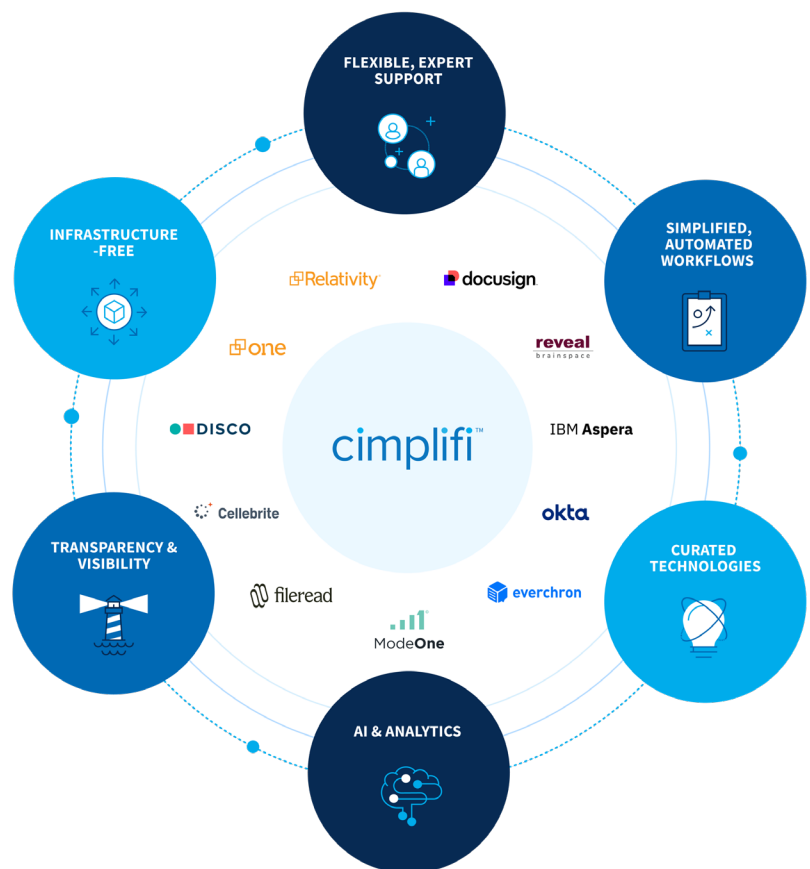 FLEXIBLE, EXPERT
SUPPORT
INFRASTRUCTURE
-FREE
SIMPLIFIED,
AUTOMATED
WORKFLOWS
Relativity
docusign
one
reveal
brainspace
DISCO
cimplifi™
IBM Aspera
Cellebrite
okta
TRANSPARENCY &
VISIBILITY
CURATED
TECHNOLOGIES
fileread
everchron
ModeOne
AI & ANALYTICS